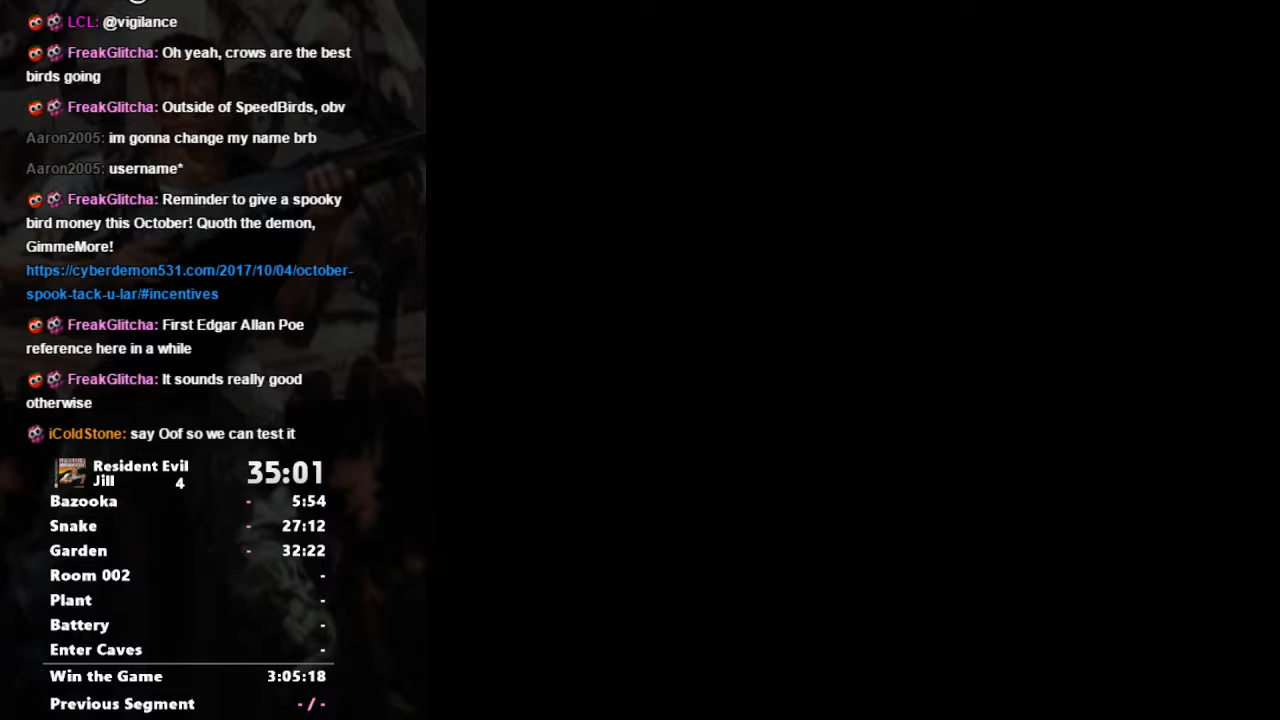 LCL: @vigilance
FreakGlitcha: Oh yeah, crows are the best
birds going
FreakGlitcha: Outside of SpeedBirds, obv
Aaron2005: im gonna change my name brb
Aaron2005: username*
FreakGlitcha: Reminder to give a spooky
bird money this October! Quoth the demon,
GimmeMore!
https://cyberdemon531.com/2017/10/04/october-
spook-tack-u-lar/#incentives
FreakGlitcha: First Edgar Allan Poe
reference here in a while
FreakGlitcha: It sounds really good
otherwise
iColdStone: say Oof so we can test it
Resident Evil 35:01
Jill 4
Bazooka - 5:54
Snake - 27:12
Garden - 32:22
Room 002 -
Plant -
Battery -
Enter Caves -
Win the Game 3:05:18
Previous Segment - / -